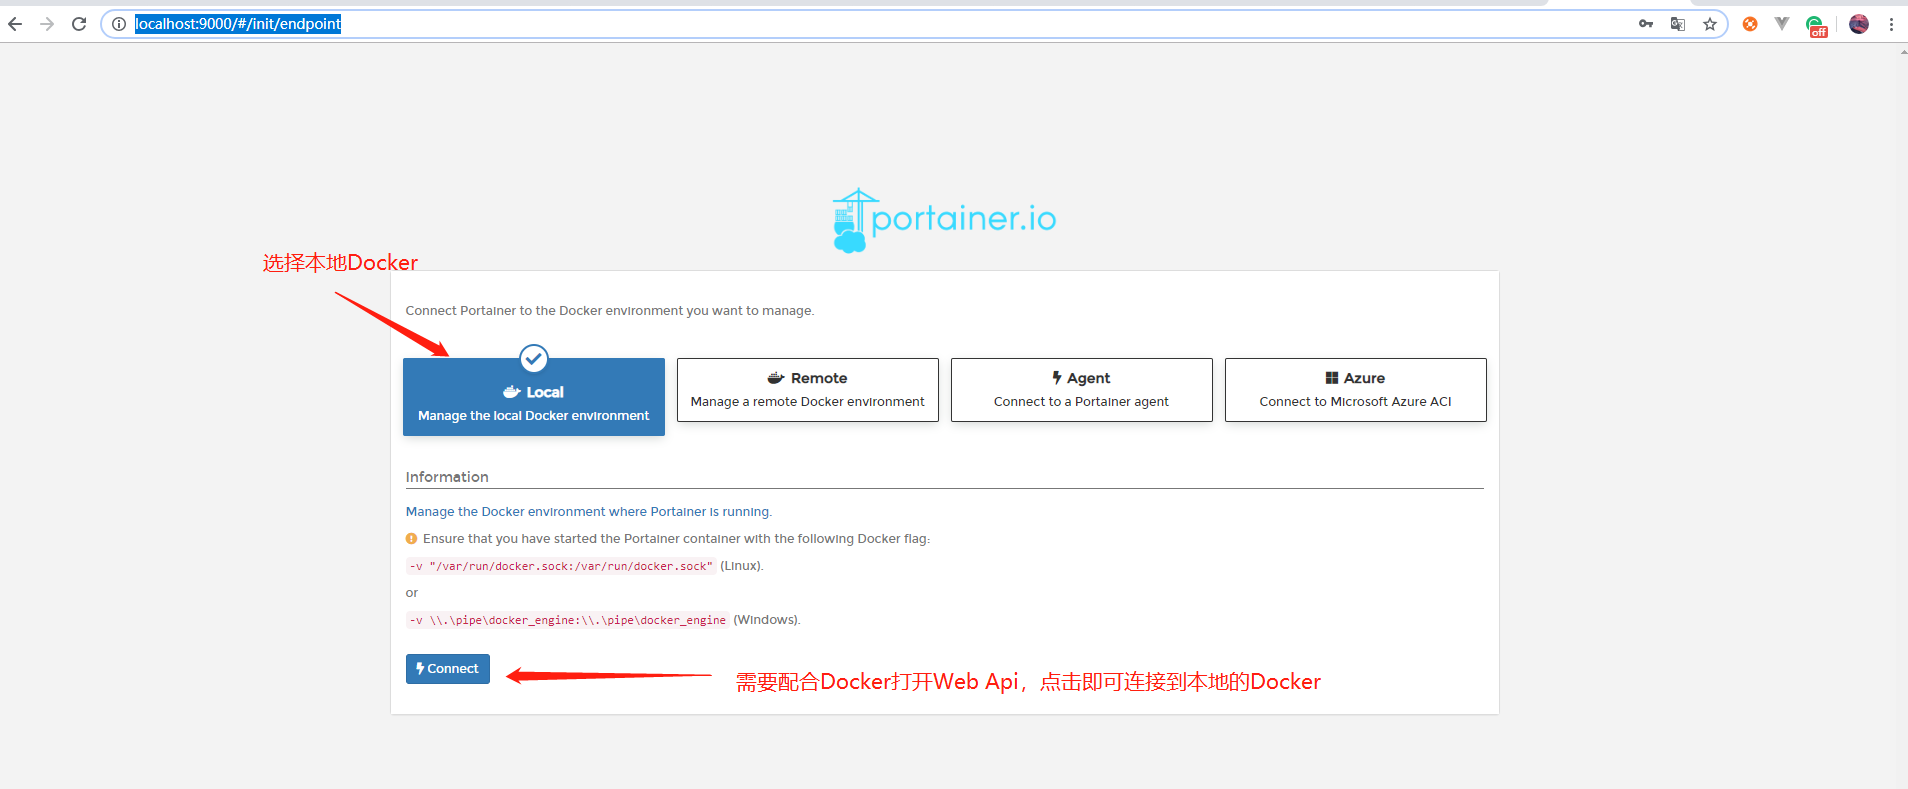 localhost:9000/#/init/endpoint
off
portainer.io
选择本地Docker
Connect Portainer to the Docker environment you want to manage.
Local
Manage the local Docker environment
Remote
Manage a remote Docker environment
Agent
Connect to a Portainer agent
Azure
Connect to Microsoft Azure ACI
Information
Manage the Docker environment where Portainer is running.
Ensure that you have started the Portainer container with the following Docker flag:
-v "/var/run/docker.sock:/var/run/docker.sock" (Linux).
or
-v \\.\pipe\docker_engine:\\.\pipe\docker_engine (Windows).
Connect
需要配合Docker打开Web Api，点击即可连接到本地的Docker